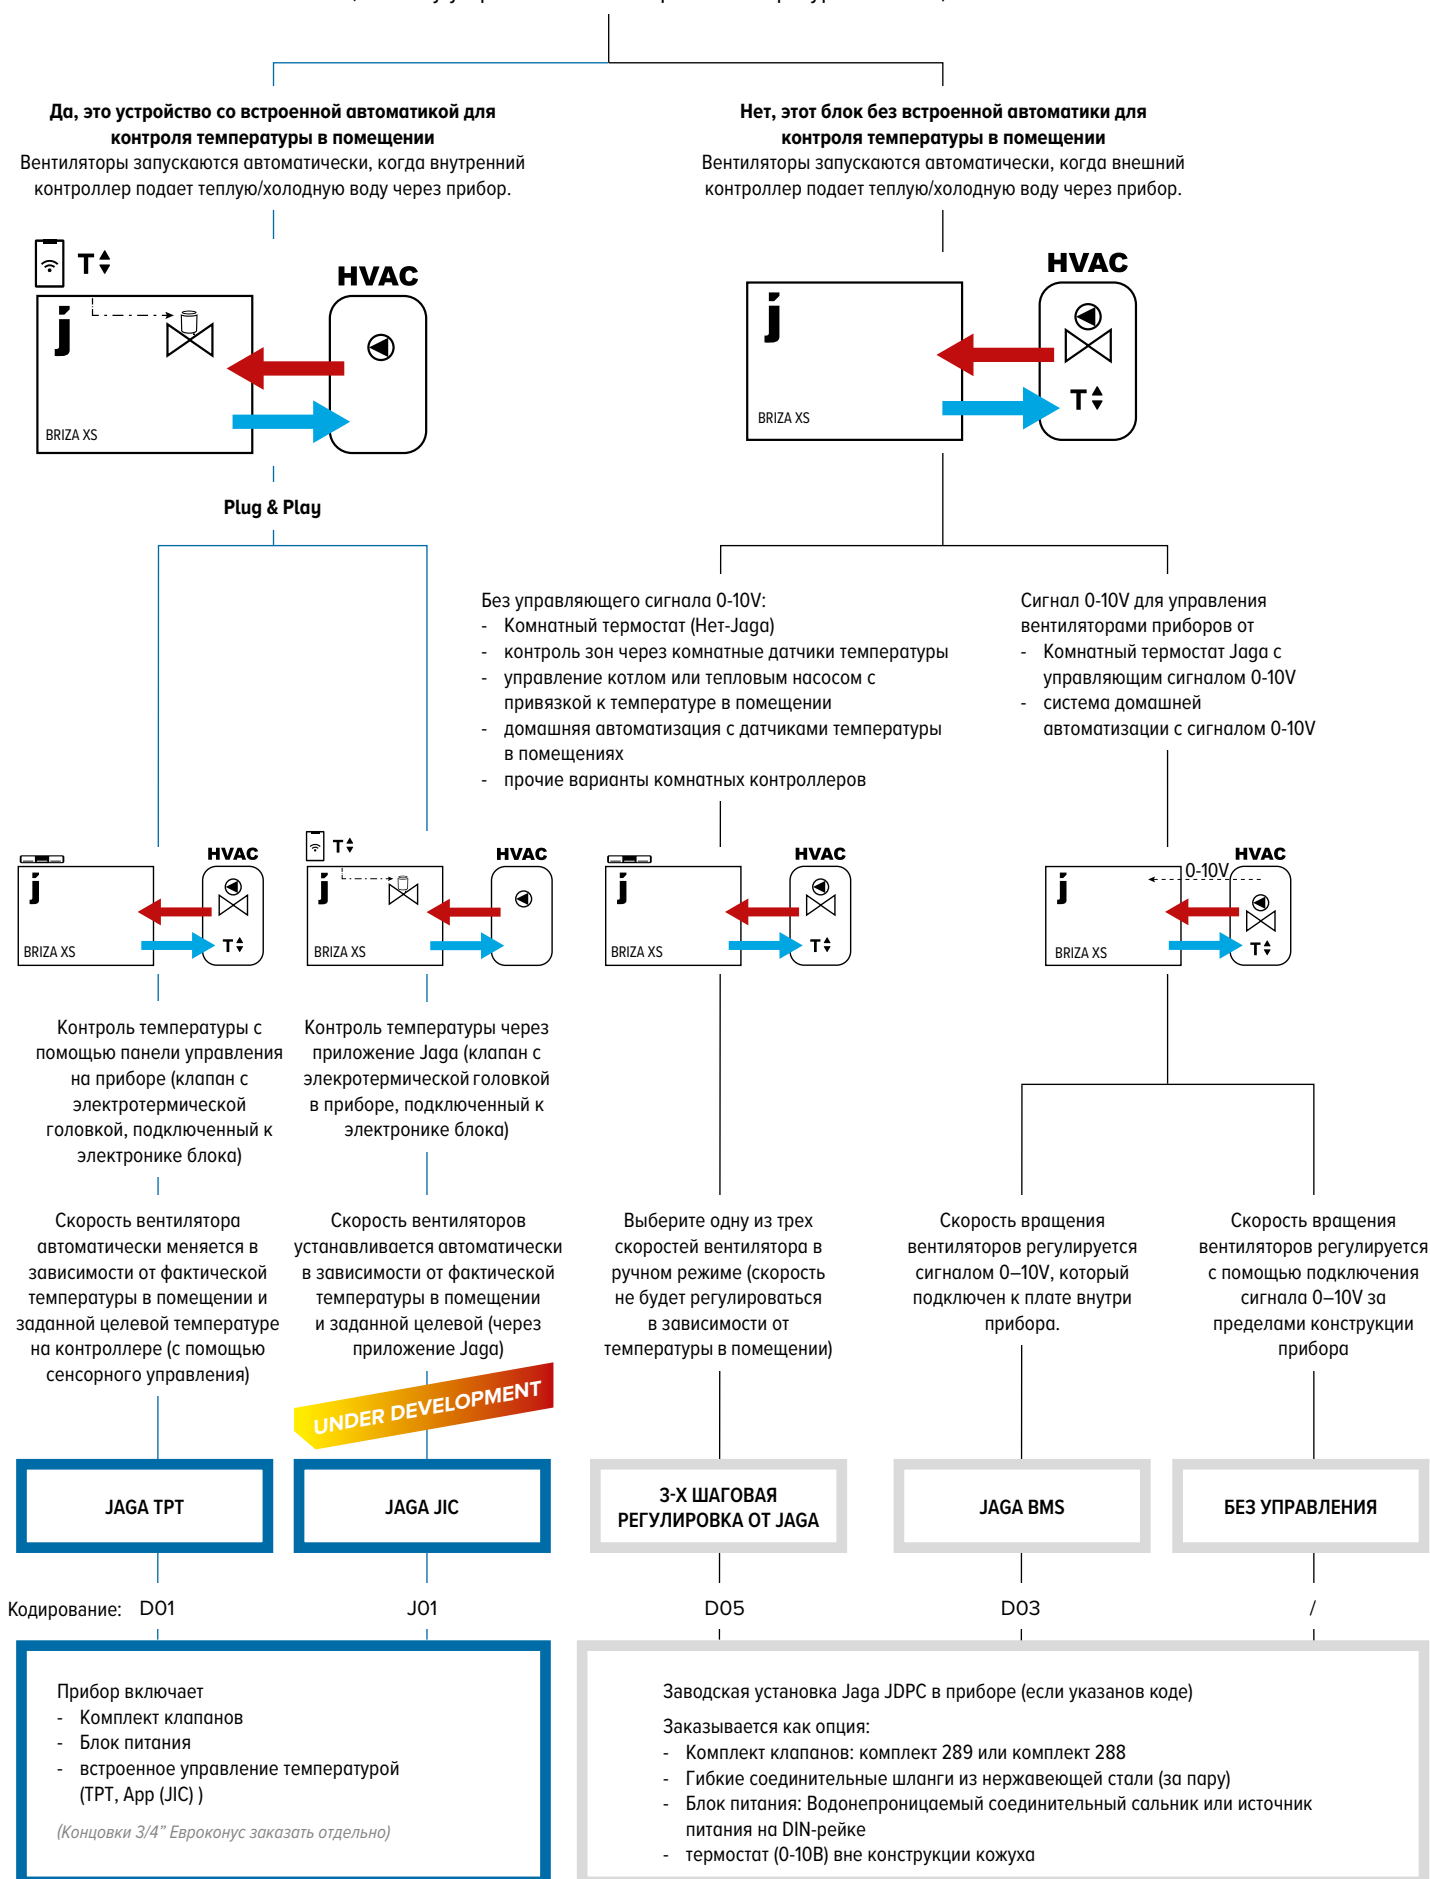 Да, это устройство со встроенной автоматикой для
контроля температуры в помещении
Вентиляторы запускаются автоматически, когда внутренний
контроллер подает теплую/холодную воду через прибор.
Нет, этот блок без встроенной автоматики для
контроля температуры в помещении
Вентиляторы запускаются автоматически, когда внешний
контроллер подает теплую/холодную воду через прибор.
T
HVAC
j
BRIZA XS
HVAC
j
T
BRIZA XS
Plug & Play
Без управляющего сигнала 0-10V:
- Комнатный термостат (Нет-Jaga)
- контроль зон через комнатные датчики температуры
- управление котлом или тепловым насосом с
привязкой к температуре в помещении
- домашняя автоматизация с датчиками температуры
в помещениях
- прочие варианты комнатных контроллеров
Сигнал 0-10V для управления
вентиляторами приборов от
- Комнатный термостат Jaga с
управляющим сигналом 0-10V
- система домашней
автоматизации с сигналом 0-10V
HVAC
j
T
BRIZA XS
T
HVAC
j
BRIZA XS
HVAC
j
T
BRIZA XS
HVAC
0-10V
j
T
BRIZA XS
Контроль температуры с
помощью панели управления
на приборе (клапан с
электротермической
головкой, подключенный к
электронике блока)
Контроль температуры через
приложение Jaga (клапан с
элекротермической головкой
в приборе, подключенный к
электронике блока)
Скорость вентилятора
автоматически меняется в
зависимости от фактической
температуры в помещении и
заданной целевой температуре
на контроллере (с помощью
сенсорного управления)
Скорость вентиляторов
устанавливается автоматически
в зависимости от фактической
температуры в помещении
и заданной целевой (через
приложение Jaga)
Выберите одну из трех
скоростей вентилятора в
ручном режиме (скорость
не будет регулироваться
в зависимости от
температуры в помещении)
Скорость вращения
вентиляторов регулируется
сигналом 0–10V, который
подключен к плате внутри
прибора.
Скорость вращения
вентиляторов регулируется
с помощью подключения
сигнала 0–10V за
пределами конструкции
прибора
UNDER DEVELOPMENT
JAGA TPT
JAGA JIC
3-Х ШАГОВАЯ
РЕГУЛИРОВКА ОТ JAGA
JAGA BMS
БЕЗ УПРАВЛЕНИЯ
Кодирование: D01
J01
D05
D03
/
Прибор включает
- Комплект клапанов
- Блок питания
- встроенное управление температурой
(TPT, App (JIC) )
(Концовки 3/4” Евроконус заказать отдельно)
Заводская установка Jaga JDPC в приборе (если указанов коде)
Заказывается как опция:
- Комплект клапанов: комплект 289 или комплект 288
- Гибкие соединительные шланги из нержавеющей стали (за пару)
- Блок питания: Водонепроницаемый соединительный сальник или источник
питания на DIN-рейке
- термостат (0-10В) вне конструкции кожуха